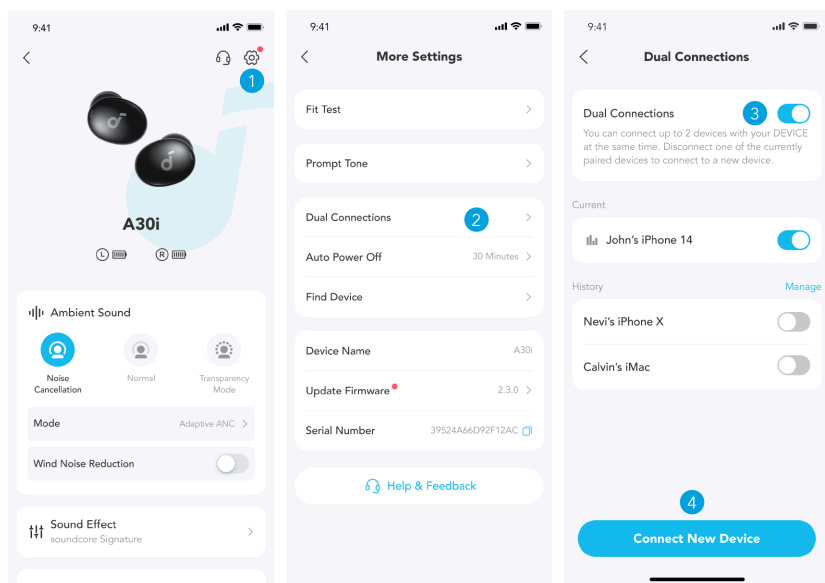 9:41
1
A30i
L
R
Ambient Sound
Noise
Cancellation
Normal
Transparency
Mode
Mode
Adaptive ANC
Wind Noise Reduction
Sound Effect
soundcore Signature
9:41
More Settings
Fit Test
Prompt Tone
Dual Connections
2
Auto Power Off
30 Minutes
Find Device
Device Name
A30i
Update Firmware
2.3.0
Serial Number
39524A66D92F12AC
Help & Feedback
9:41
Dual Connections
Dual Connections
3
You can connect up to 2 devices with your DEVICE
at the same time. Disconnect one of the currently
paired devices to connect to a new device.
Current
John's iPhone 14
History
Manage
Nevi's iPhone X
Calvin's iMac
4
Connect New Device